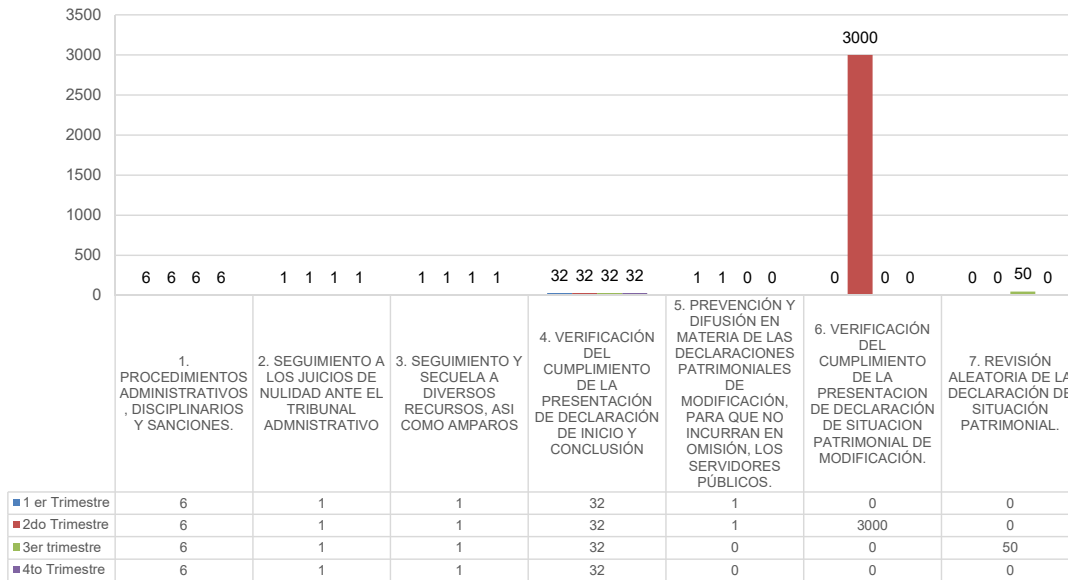 3500
3000
2500
2000
1500
1000
500
0
6 6 6 6
1 1 1 1
1 1 1 1
32 32 32 32
1 1 0 0
0 3000 0 0
0 0 50 0
1.
PROCEDIMIENTOS
ADMINISTRATIVOS
, DISCIPLINARIOS
Y SANCIONES.
2. SEGUIMIENTO A
LOS JUICIOS DE
NULIDAD ANTE EL
TRIBUNAL
ADMNISTRATIVO
3. SEGUIMIENTO Y
SECUELA A
DIVERSOS
RECURSOS, ASI
COMO AMPAROS
4. VERIFICACIÓN
DEL
CUMPLIMIENTO
DE LA
PRESENTACIÓN
DE DECLARACIÓN
DE INICIO Y
CONCLUSIÓN
5. PREVENCIÓN Y
DIFUSIÓN EN
MATERIA DE LAS
DECLARACIONES
PATRIMONIALES
DE
MODIFICACIÓN,
PARA QUE NO
INCURRAN EN
OMISIÓN, LOS
SERVIDORES
PÚBLICOS.
6. VERIFICACIÓN
DEL
CUMPLIMIENTO
DE LA
PRESENTACION
DE DECLARACIÓN
DE SITUACION
PATRIMONIAL DE
MODIFICACIÓN.
7. REVISIÓN
ALEATORIA DE LA
DECLARACIÓN DE
SITUACIÓN
PATRIMONIAL.
1 er Trimestre 6 1 1 32 1 0 0
2do Trimestre 6 1 1 32 1 3000 0
3er trimestre 6 1 1 32 0 0 50
4to Trimestre 6 1 1 32 0 0 0